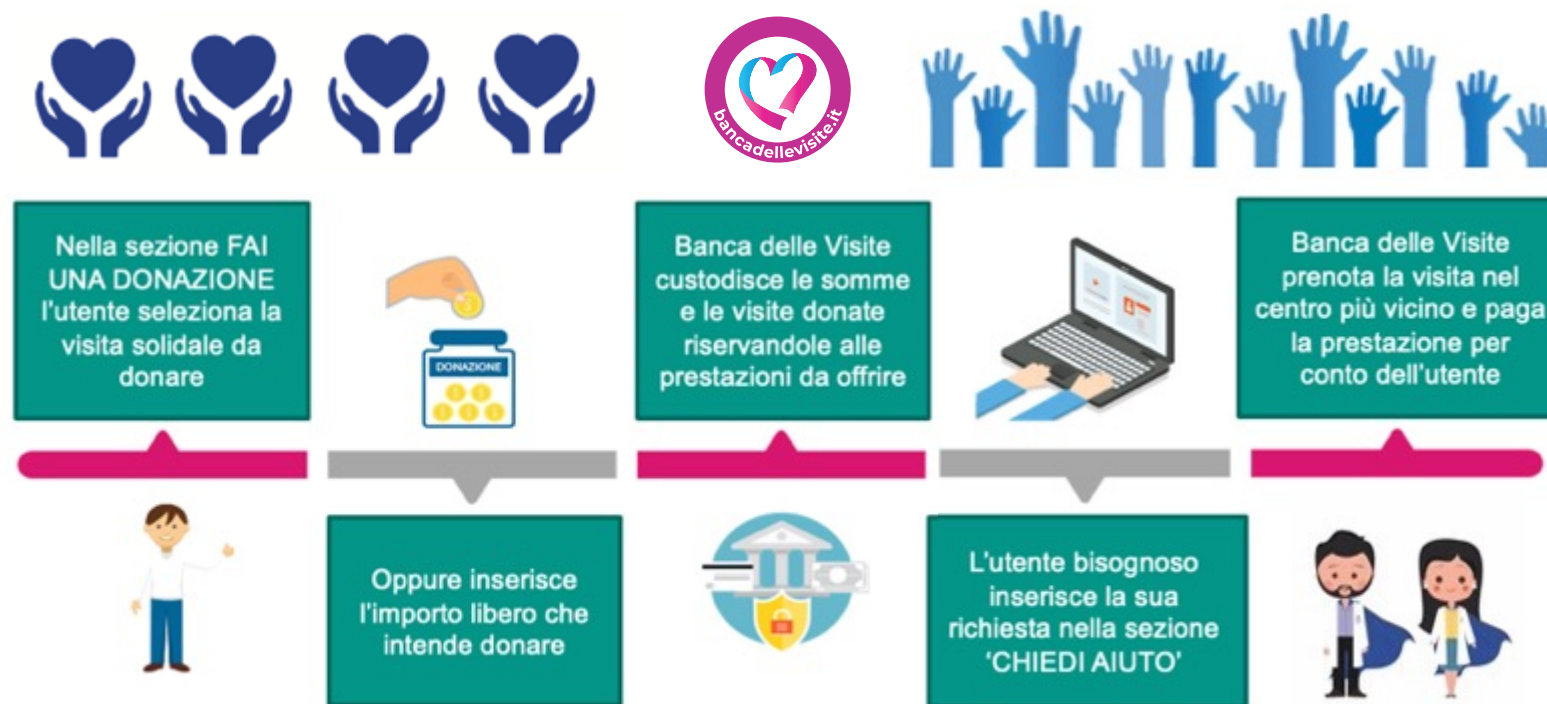 bancadellevisite.it
Nella sezione FAI
UNA DONAZIONE
l'utente seleziona la
visita solidale da
donare
DONAZIONE
Oppure inserisce
l'importo libero che
intende donare
Banca delle Visite
custodisce le somme
e le visite donate
riservandole alle
prestazioni da offrire
L'utente bisognoso
inserisce la sua
richiesta nella sezione
'CHIEDI AIUTO'
Banca delle Visite
prenota la visita nel
centro più vicino e paga
la prestazione per
conto dell'utente